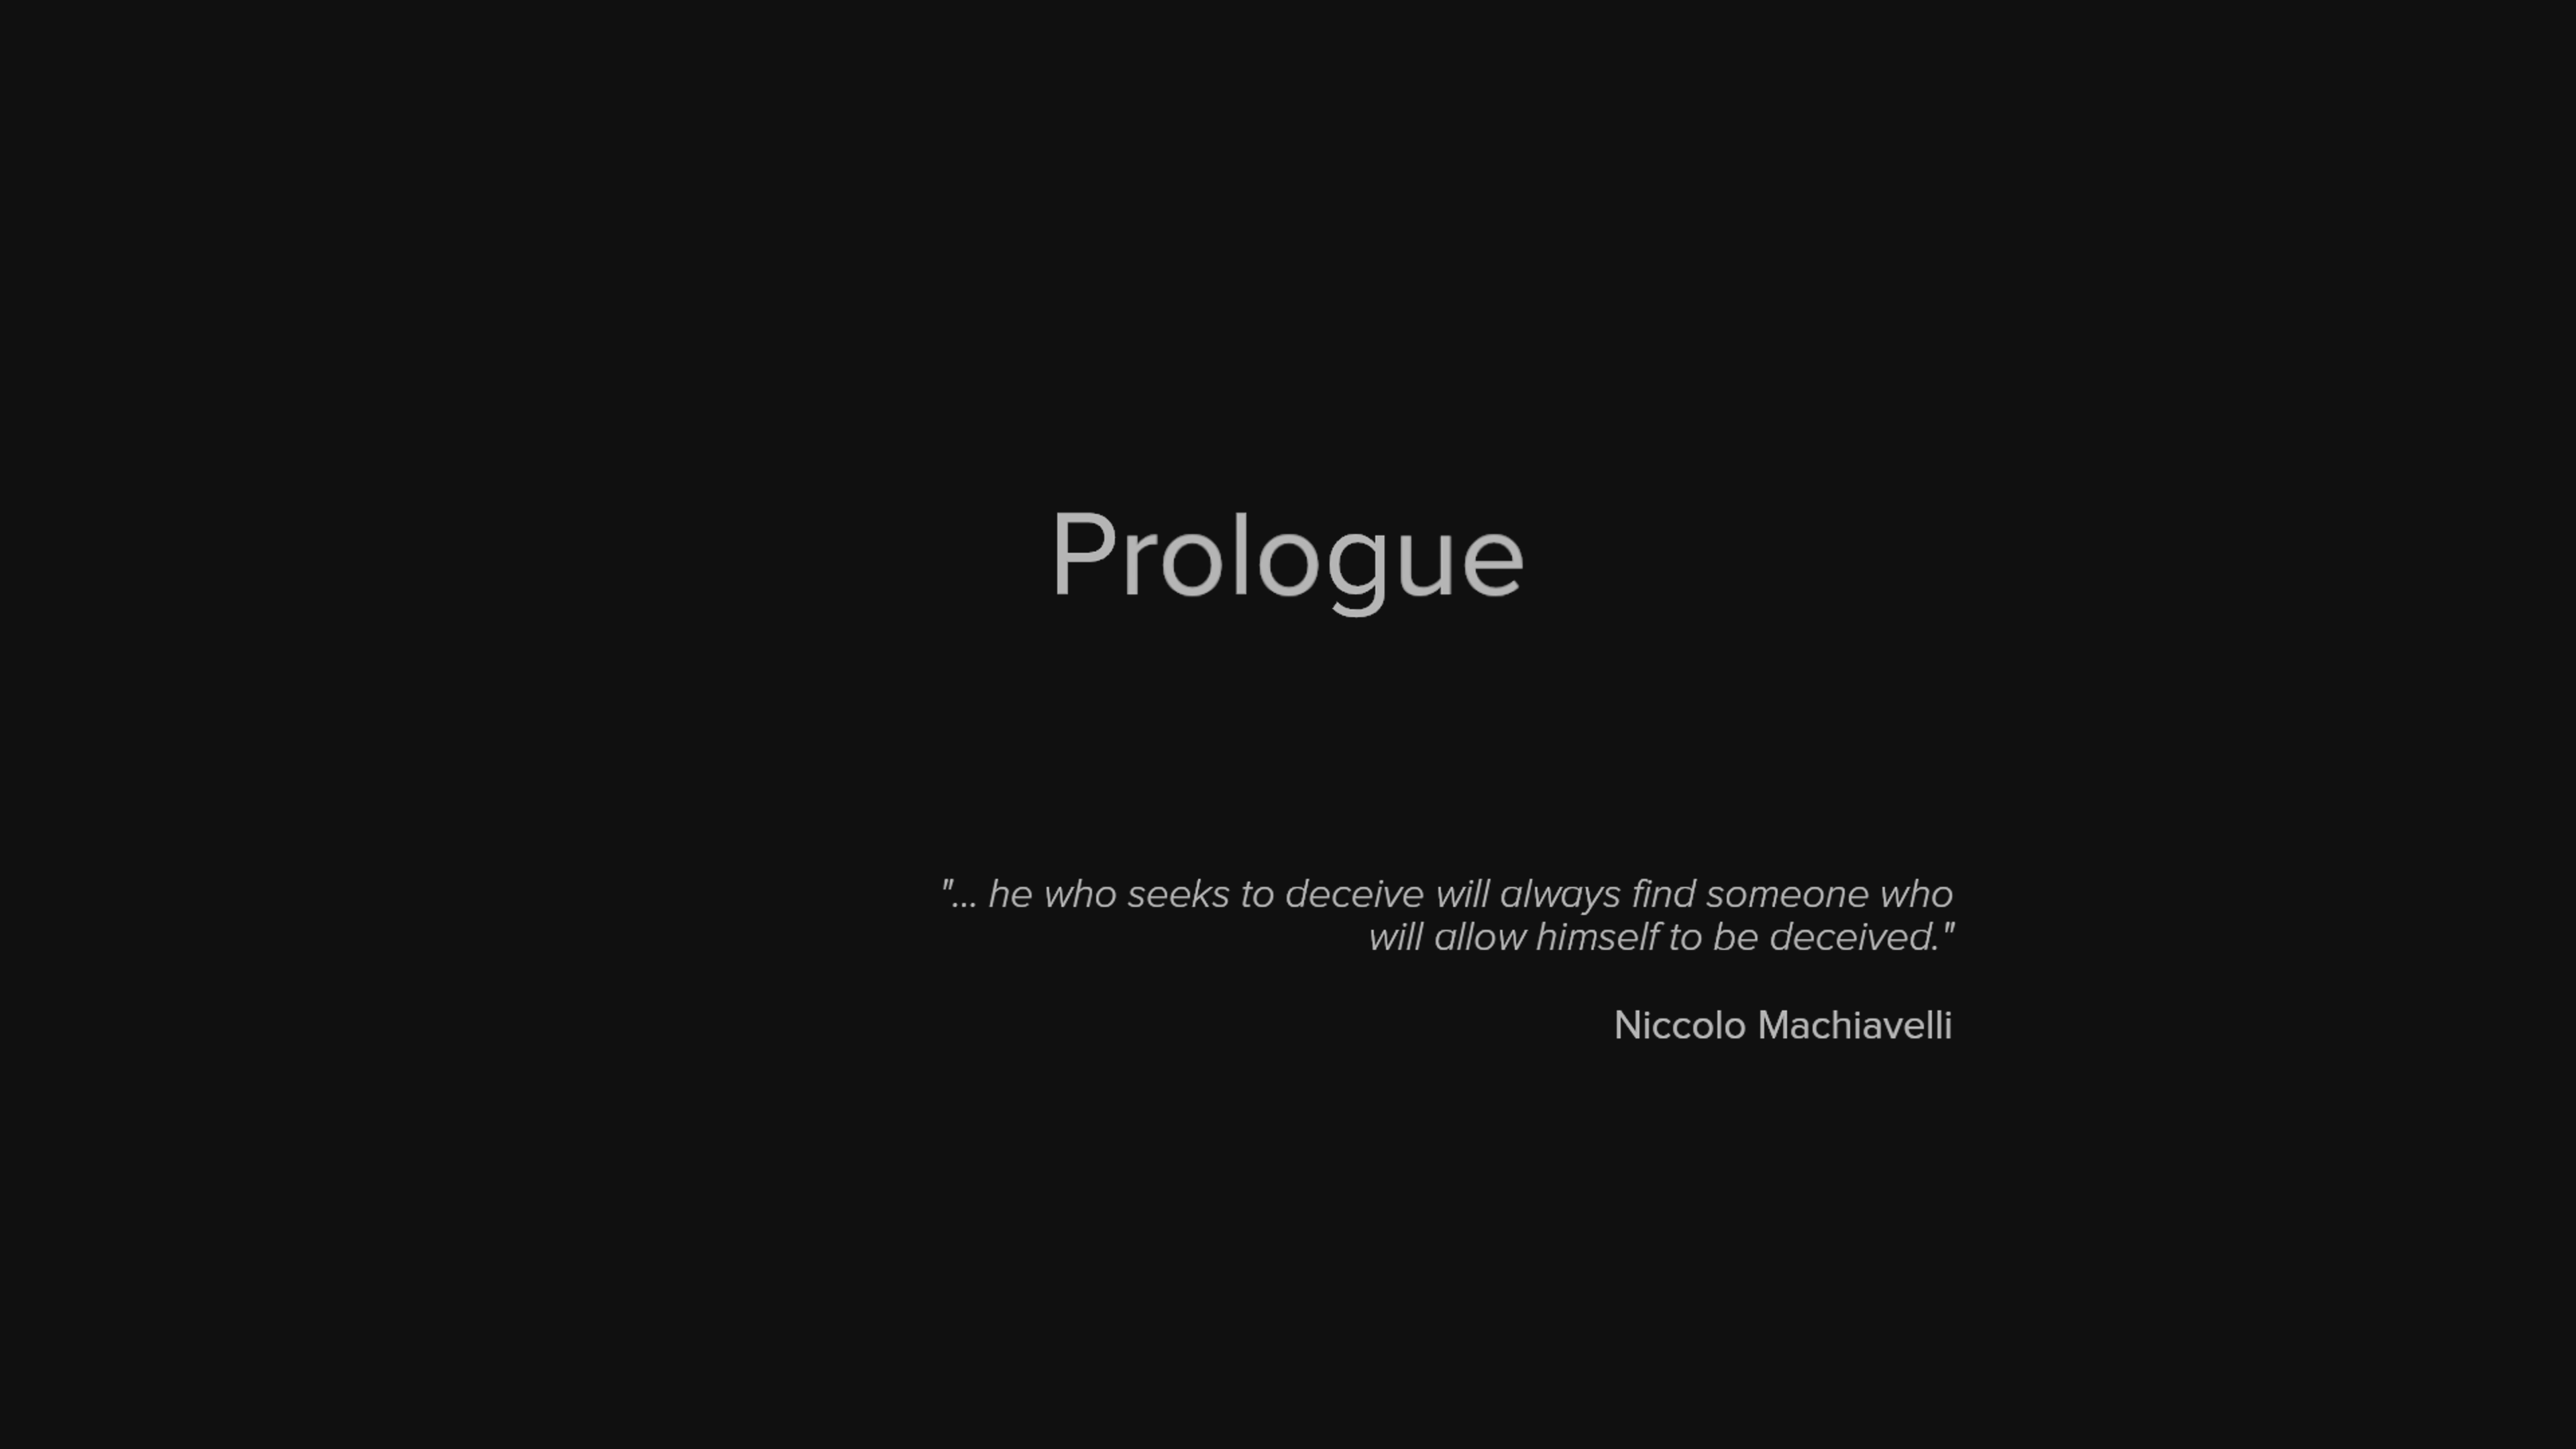 Prologue
"... he who seeks to deceive will always find someone who
will allow himself to be deceived."
Niccolo Machiavelli